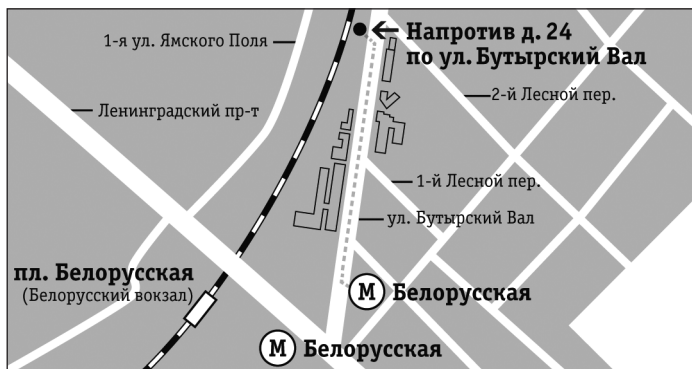 1-я ул. Ямского Поля
Напротив д. 24
по ул. Бутырский Вал
Ленинградский пр-т
2-й Лесной пер.
1-й Лесной пер.
ул. Бутырский Вал
пл. Белорусская
(Белорусский вокзал)
М Белорусская
М Белорусская